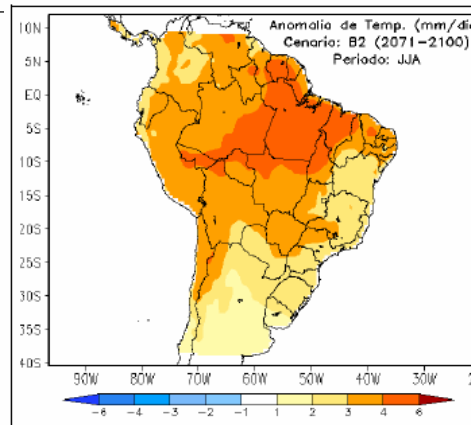 Anomalia de Temp. (mm/dia
Cenario: B2 (2071-2100)
Periodo: JJA
10N
5N
EQ
5S
10S
15S
20S
25S
30S
35S
40S
90W 80W 70W 60W 50W 40W 30W 2
-6 -4 -3 -2 -1 1 2 3 4 6